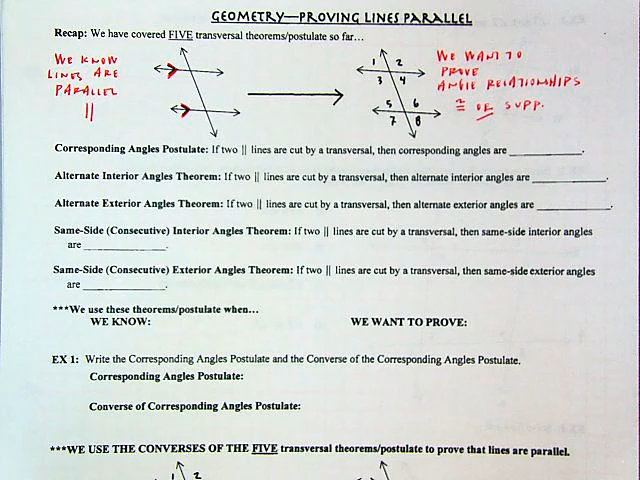 GEOMETRY—PROVING LINES PARALLEL
Recap: We have covered FIVE transversal theorems/postulate so far…
WE KNOW
LINES ARE
PARALLEL
||
1 2
3 4
5 6
7 8
WE WANT TO
PROVE
ANGLE RELATIONSHIPS
≅ OR SUPP.
Corresponding Angles Postulate: If two || lines are cut by a transversal, then corresponding angles are ____________.
Alternate Interior Angles Theorem: If two || lines are cut by a transversal, then alternate interior angles are ____________.
Alternate Exterior Angles Theorem: If two || lines are cut by a transversal, then alternate exterior angles are ____________.
Same-Side (Consecutive) Interior Angles Theorem: If two || lines are cut by a transversal, then same-side interior angles
are ______________.
Same-Side (Consecutive) Exterior Angles Theorem: If two || lines are cut by a transversal, then same-side exterior angles
are ______________.
***We use these theorems/postulate when…
WE KNOW: WE WANT TO PROVE:
EX 1: Write the Corresponding Angles Postulate and the Converse of the Corresponding Angles Postulate.
Corresponding Angles Postulate:
Converse of Corresponding Angles Postulate:
***WE USE THE CONVERSES OF THE FIVE transversal theorems/postulate to prove that lines are parallel.
1 2